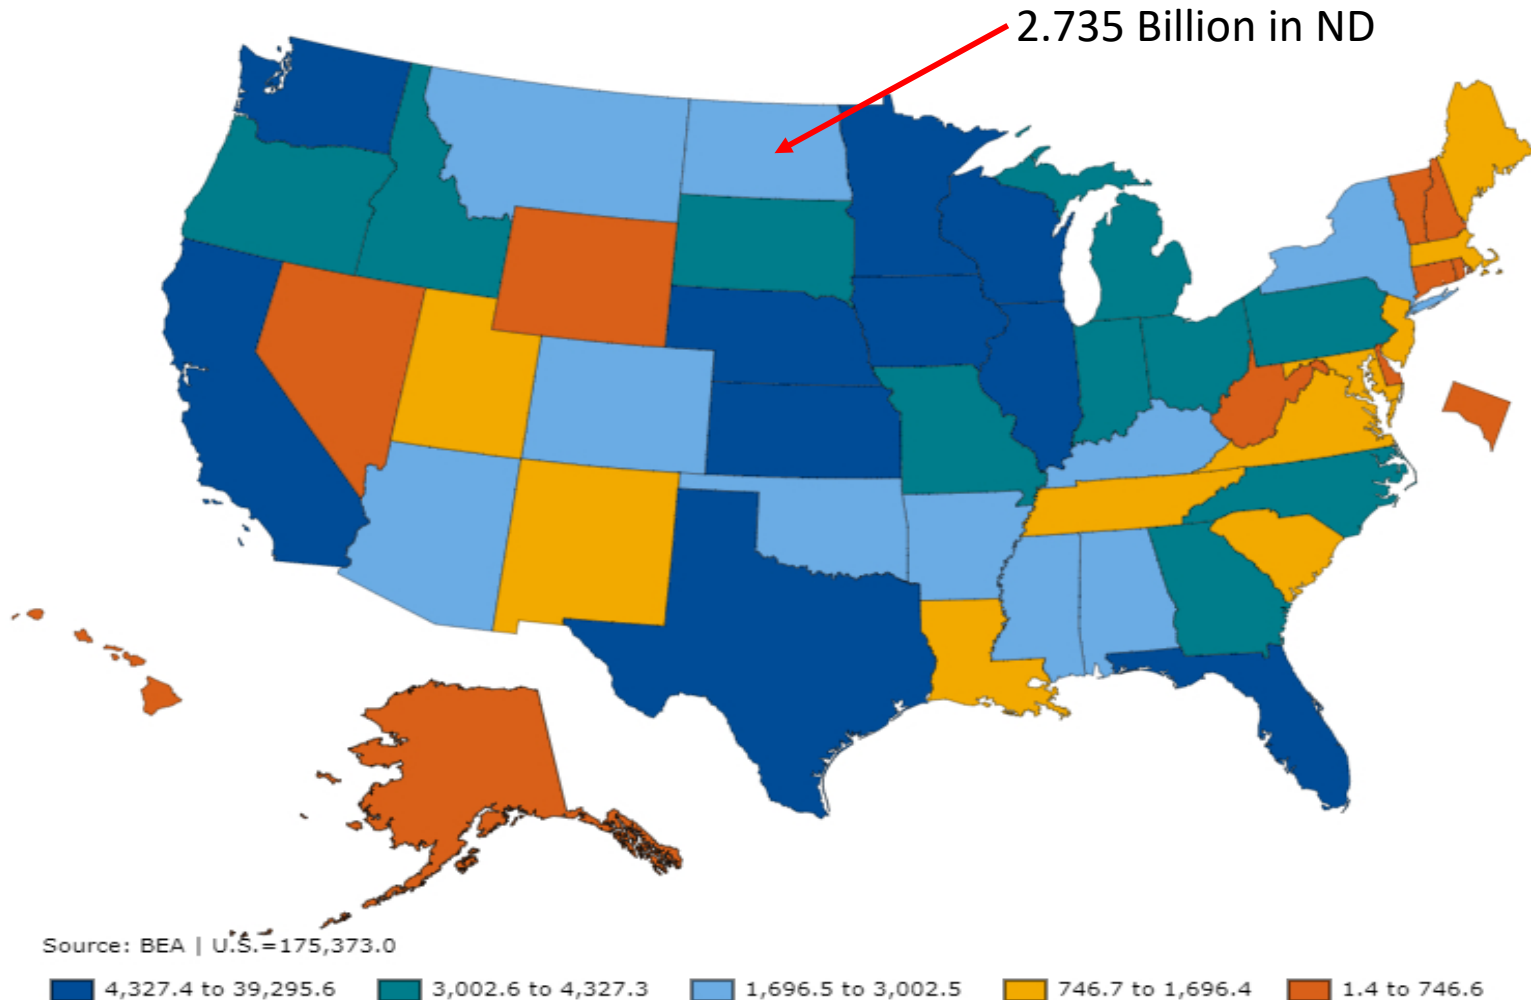 2.735 Billion in ND
Source: BEA | U.S.=175,373.0
4,327.4 to 39,295.6 3,002.6 to 4,327.3 1,696.5 to 3,002.5 746.7 to 1,696.4 1.4 to 746.6